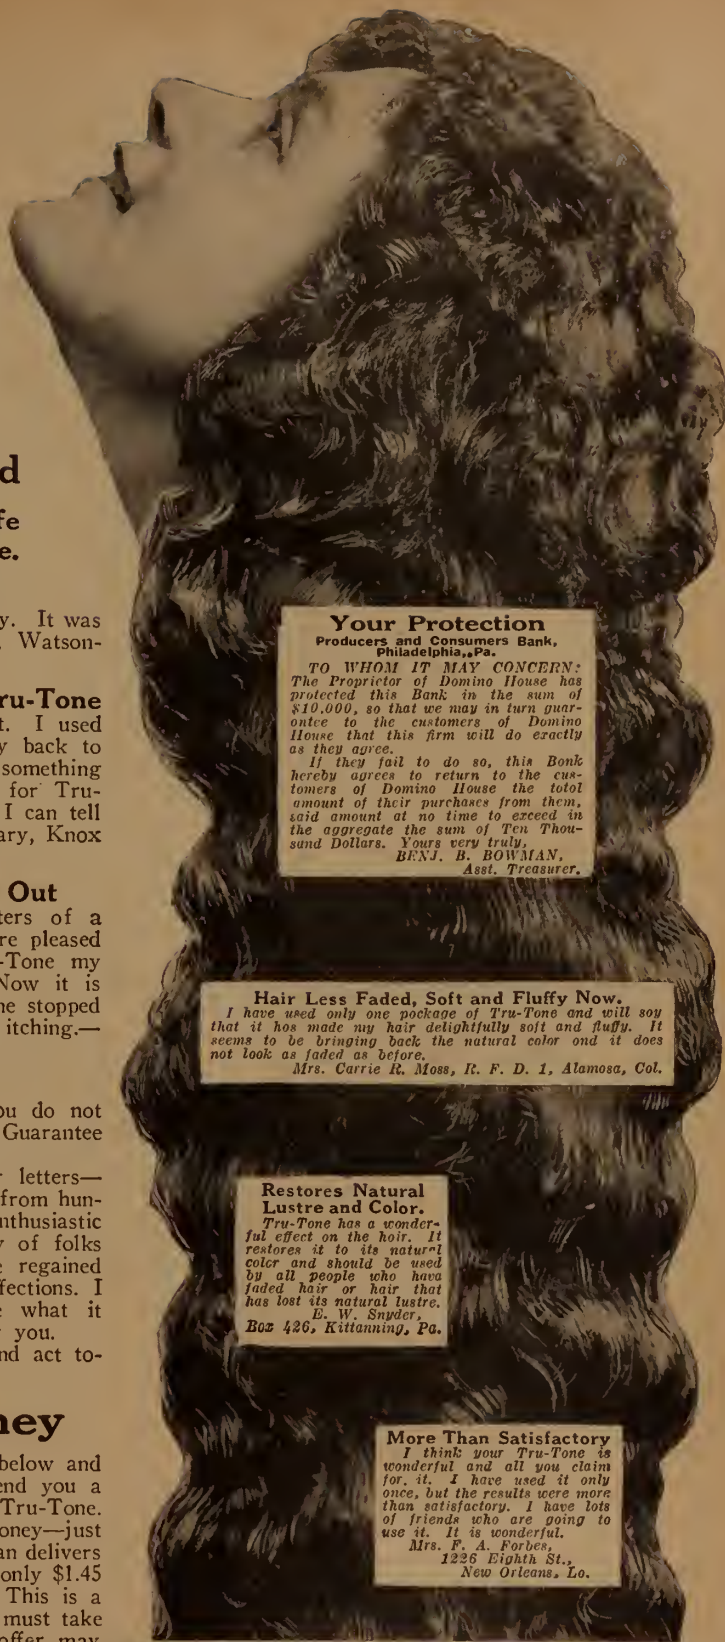 d
fe
e.
y. It was
, Watson-
ru-Tone
t. I used
y back to
something
for Tru-
I can tell
ary, Knox
Out
ters of a
re pleased
-Tone my
Now it is
ne stopped
itching.—
ou do not
Guarantee
r letters—
from hun-
nthusiastic
y of folks
e regained
fections. I
e what it
r you.
nd act to-
ney
below and
end you a
Tru-Tone.
oney—just
an delivers
only $1.45
This is a
must take
offer may
Your Protection
Producers and Consumers Bank,
Philadelphia, Pa.
TO WHOM IT MAY CONCERN:
The Proprietor of Domino House has
protected this Bank in the sum of
$10,000, so that we may in turn guar-
antee to the customers of Domino
House that this firm will do exactly
as they agree.
If they fail to do so, this Bank
hereby agrees to return to the cus-
tomers of Domino House the total
amount of their purchases from them,
said amount at no time to exceed in
the aggregate the sum of Ten Thou-
sand Dollars. Yours very truly,
BENJ. B. BOWMAN,
Asst. Treasurer.
Hair Less Faded, Soft and Fluffy Now.
I have used only one package of Tru-Tone and will say
that it has made my hair delightfully soft and fluffy. It
seems to be bringing back the natural color and it does
not look as faded as before.
Mrs. Carrie R. Moss, R. F. D. 1, Alamosa, Col.
Restores Natural
Lustre and Color.
Tru-Tone has a wonder-
ful effect on the hair. It
restores it to its natural
color and should be used
by all people who have
faded hair or hair that
has lost its natural lustre.
E. W. Snyder,
Box 426, Kittanning, Pa.
More Than Satisfactory
I think your Tru-Tone is
wonderful and all you claim
for it. I have used it only
once, but the results were more
than satisfactory. I have lots
of friends who are going to
use it. It is wonderful.
Mrs. F. A. Forbes,
1226 Eighth St.,
New Orleans, La.